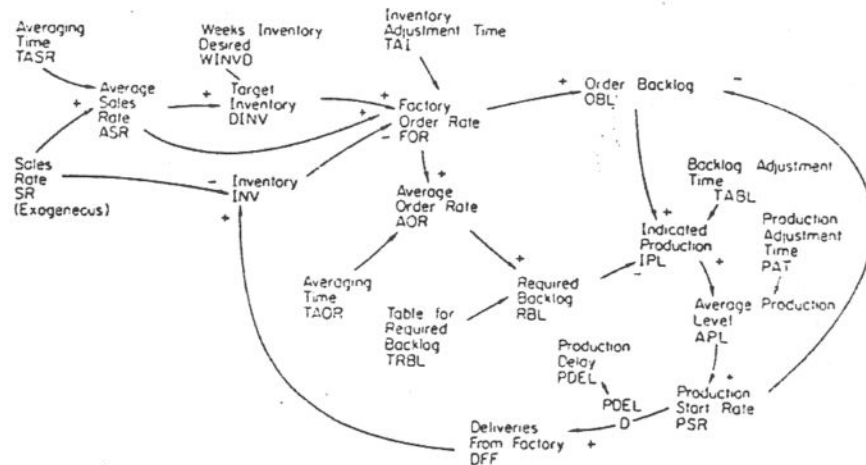 Averaging
Time
TASR
Weeks Inventory
Desired
WINVD
Inventory
Adjustment Time
TAI
+
Average
Sales
Rate
ASR
+
Target
Inventory
DINV
+
+
Factory
Order Rate
FOR
-
+
Order Backlog
OBL
-
Sales
Rate
SR
(Exogeneous)
-
Inventory
INV
+
+
Average
Order Rate
AOR
Backlog Adjustment
Time
TABL
+
Indicated
Production
IPL
-
+
Production
Adjustment
Time
PAT
Averaging
Time
TAOR
Table for
Required
Backlog
TRBL
+
Required
Backlog
RBL
Average Production
Level
APL
Production
Delay
PDEL
PDEL
D
+
Production
Start Rate
PSR
Deliveries
From Factory
DFF
+